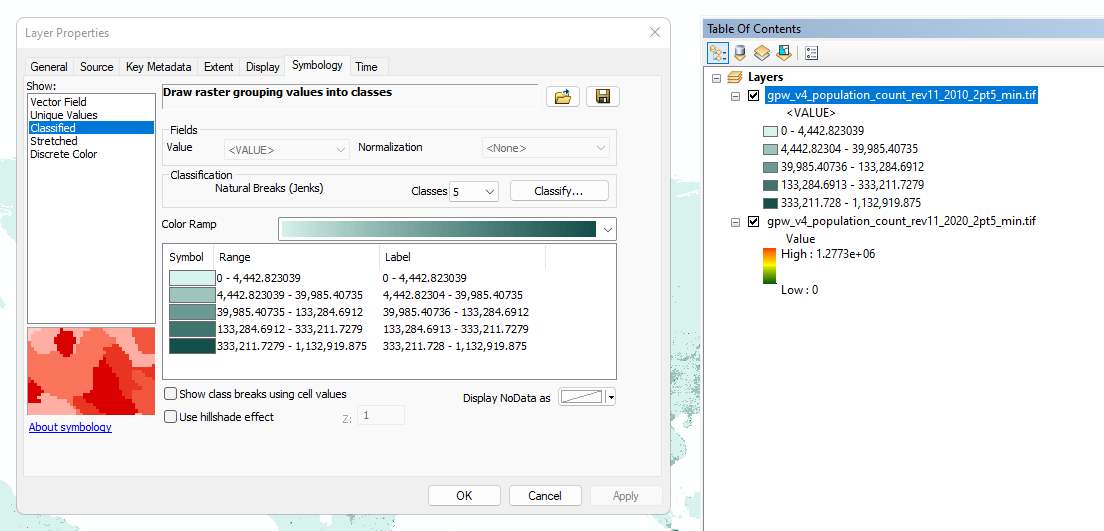 Layer Properties
General Source Key Metadata Extent Display Symbology Time
Show:
Vector Field
Unique Values
Classified
Stretched
Discrete Color
Draw raster grouping values into classes
Fields
Value <VALUE> Normalization <None>
Classification
Natural Breaks (Jenks) Classes 5 Classify...
Color Ramp
Symbol Range Label
0 - 4,442.823039 0 - 4,442.823039
4,442.823039 - 39,985.40735 4,442.82304 - 39,985.40735
39,985.40735 - 133,284.6912 39,985.40736 - 133,284.6912
133,284.6912 - 333,211.7279 133,284.6913 - 333,211.7279
333,211.7279 - 1,132,919.875 333,211.728 - 1,132,919.875
Show class breaks using cell values
Display NoData as
Use hillshade effect Z: 1
About symbology
OK Cancel Apply
Table Of Contents
Layers
gpw_v4_population_count_rev11_2010_2pt5_min.tif
<VALUE>
0 - 4,442.823039
4,442.82304 - 39,985.40735
39,985.40736 - 133,284.6912
133,284.6913 - 333,211.7279
333,211.728 - 1,132,919.875
gpw_v4_population_count_rev11_2020_2pt5_min.tif
Value
High : 1.2773e+06
Low : 0